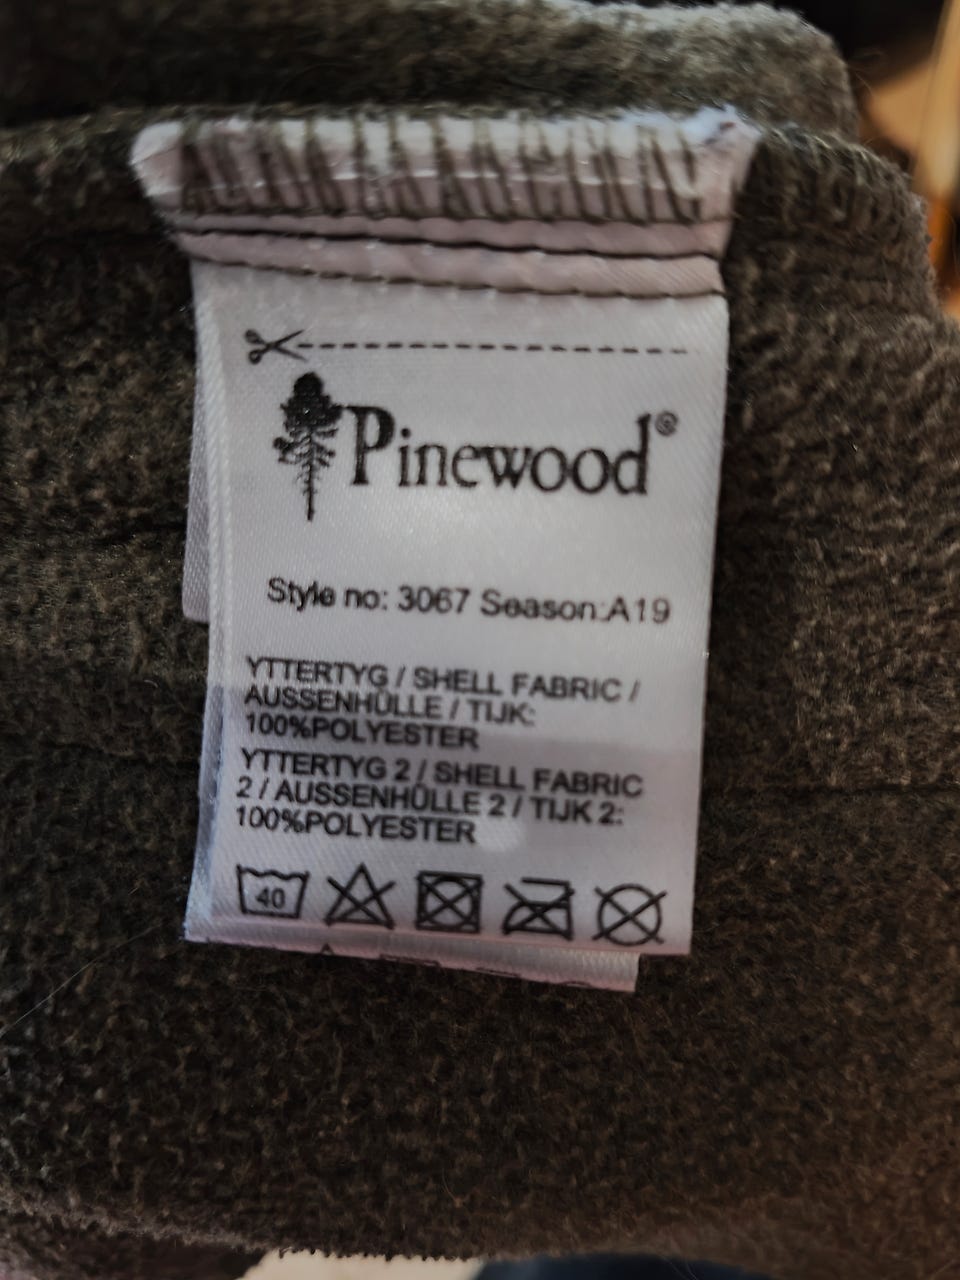 Pinewood®
Style no: 3067 Season:A19
YTTERTYG / SHELL FABRIC /
AUSSENHÜLLE / TIJK:
100%POLYESTER
YTTERTYG 2 / SHELL FABRIC
2 / AUSSENHÜLLE 2 / TIJK 2:
100%POLYESTER
40